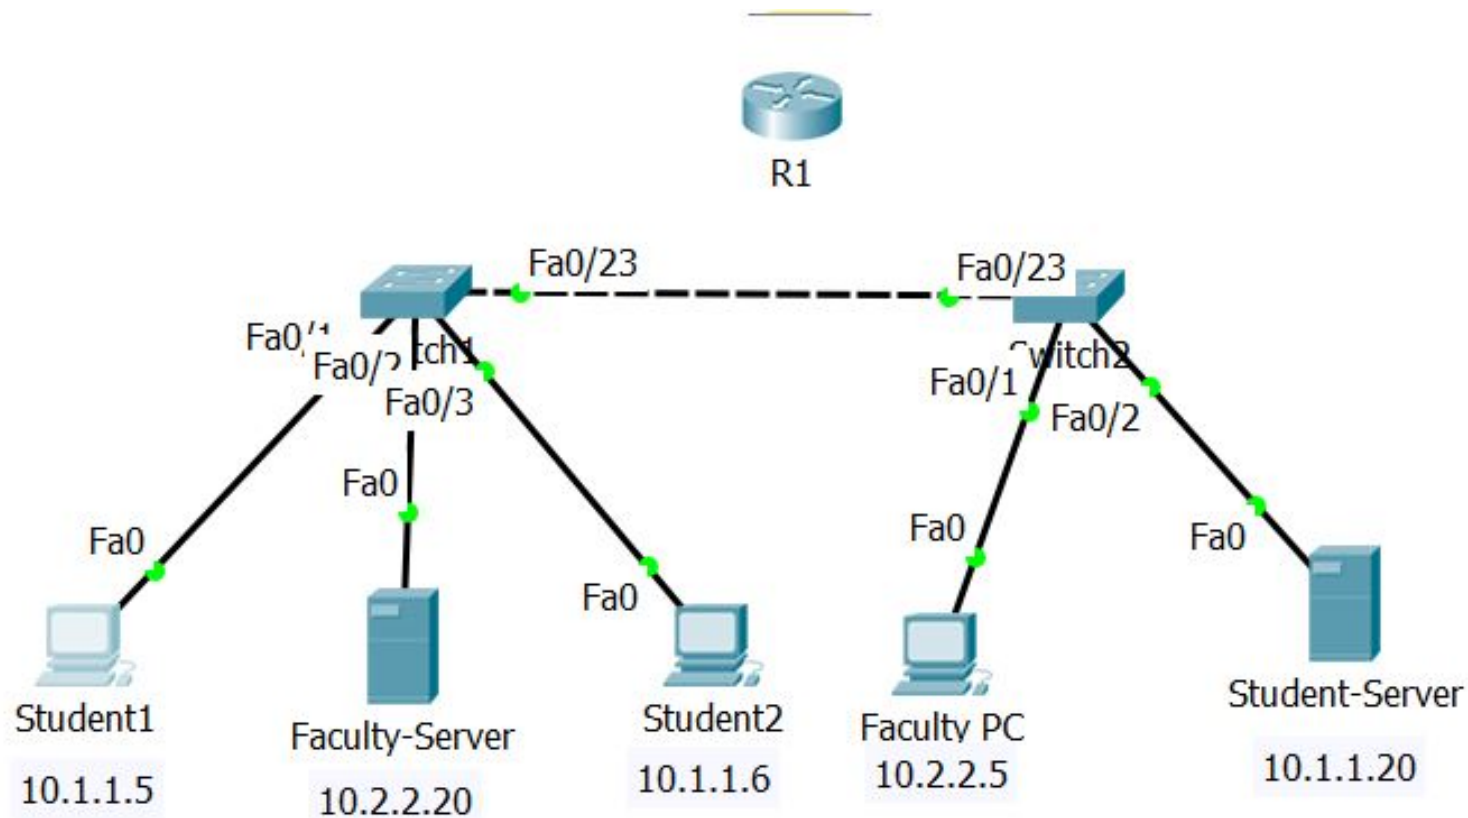 R1
Fa0/23
Fa0/23
Fa0/1
Fa0/2
Fa0/3
Switch2
Fa0/1
Fa0/2
Fa0
Fa0
Fa0
Fa0
Fa0
Student1
Faculty-Server
Student2
Faculty PC
Student-Server
10.1.1.5
10.2.2.20
10.1.1.6
10.2.2.5
10.1.1.20